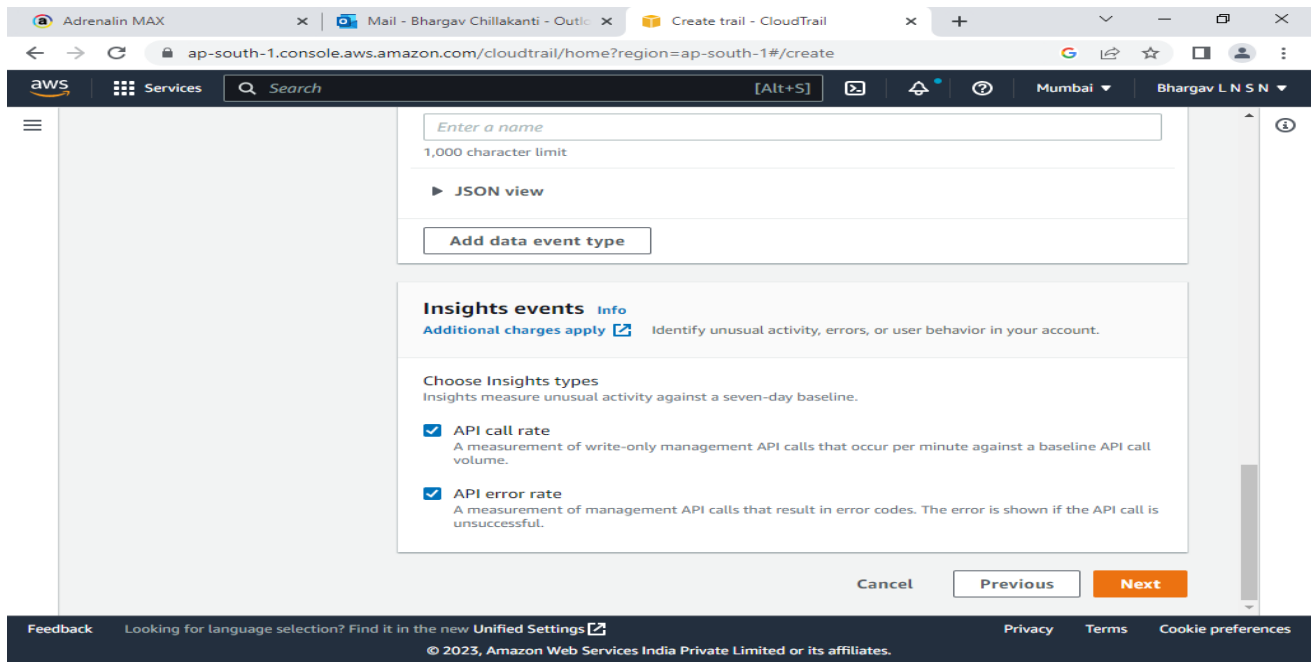 Adrenalin MAX
Mail - Bhargav Chillakanti - Outlo
Create trail - CloudTrail
ap-south-1.console.aws.amazon.com/cloudtrail/home?region=ap-south-1#/create
aws Services Search [Alt+S] Mumbai Bhargav L N S N
Enter a name
1,000 character limit
JSON view
Add data event type
Insights events Info
Additional charges apply Identify unusual activity, errors, or user behavior in your account.
Choose Insights types
Insights measure unusual activity against a seven-day baseline.
API call rate
A measurement of write-only management API calls that occur per minute against a baseline API call
volume.
API error rate
A measurement of management API calls that result in error codes. The error is shown if the API call is
unsuccessful.
Cancel Previous Next
Feedback Looking for language selection? Find it in the new Unified Settings Privacy Terms Cookie preferences
© 2023, Amazon Web Services India Private Limited or its affiliates.